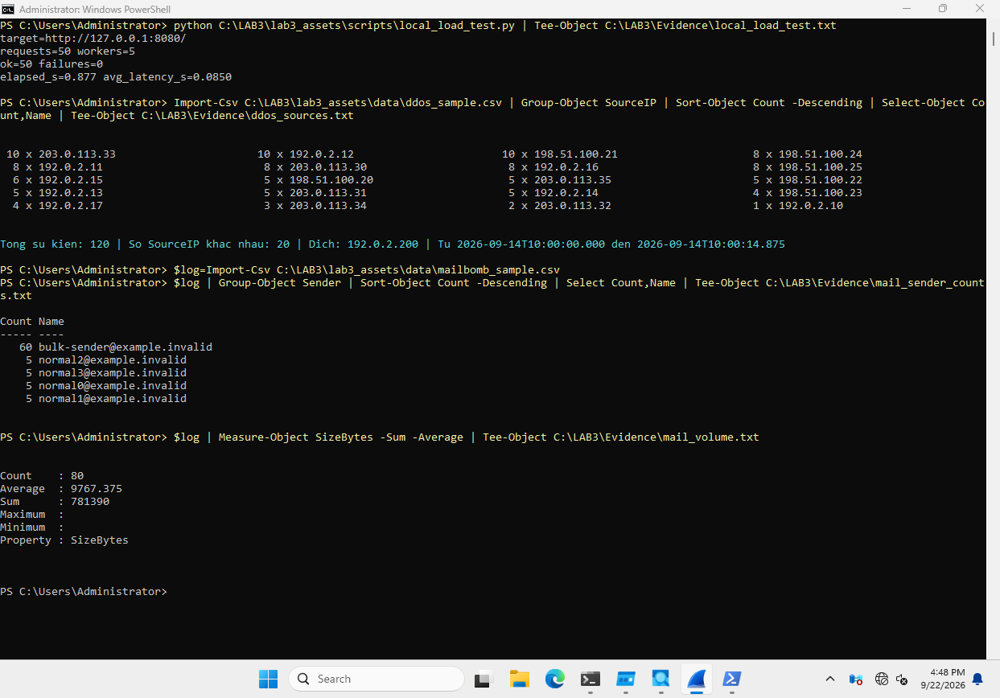 Administrator: Windows PowerShell
PS C:\Users\Administrator> python C:\LAB3\lab3_assets\scripts\local_load_test.py | Tee-Object C:\LAB3\Evidence\local_load_test.txt
target=http://127.0.0.1:8080/
requests=50 workers=5
ok=50 failures=0
elapsed_s=0.877 avg_latency_s=0.0850
PS C:\Users\Administrator> Import-Csv C:\LAB3\lab3_assets\data\ddos_sample.csv | Group-Object SourceIP | Sort-Object Count -Descending | Select-Object Co
unt,Name | Tee-Object C:\LAB3\Evidence\ddos_sources.txt
10 x 203.0.113.33 10 x 192.0.2.12 10 x 198.51.100.21 8 x 198.51.100.24
8 x 192.0.2.11 8 x 203.0.113.30 8 x 192.0.2.16 8 x 198.51.100.25
6 x 192.0.2.15 5 x 198.51.100.20 5 x 203.0.113.35 5 x 198.51.100.22
5 x 192.0.2.13 5 x 203.0.113.31 5 x 192.0.2.14 4 x 198.51.100.23
4 x 192.0.2.17 3 x 203.0.113.34 2 x 203.0.113.32 1 x 192.0.2.10
Tong su kien: 120 | So SourceIP khac nhau: 20 | Dich: 192.0.2.200 | Tu 2026-09-14T10:00:00.000 den 2026-09-14T10:00:14.875
PS C:\Users\Administrator> $log=Import-Csv C:\LAB3\lab3_assets\data\mailbomb_sample.csv
PS C:\Users\Administrator> $log | Group-Object Sender | Sort-Object Count -Descending | Select Count,Name | Tee-Object C:\LAB3\Evidence\mail_sender_count
s.txt
Count Name
----- ----
60 bulk-sender@example.invalid
5 normal2@example.invalid
5 normal3@example.invalid
5 normal0@example.invalid
5 normal1@example.invalid
PS C:\Users\Administrator> $log | Measure-Object SizeBytes -Sum -Average | Tee-Object C:\LAB3\Evidence\mail_volume.txt
Count : 80
Average : 9767.375
Sum : 781390
Maximum :
Minimum :
Property : SizeBytes
PS C:\Users\Administrator>
Search
4:48 PM
9/22/2026